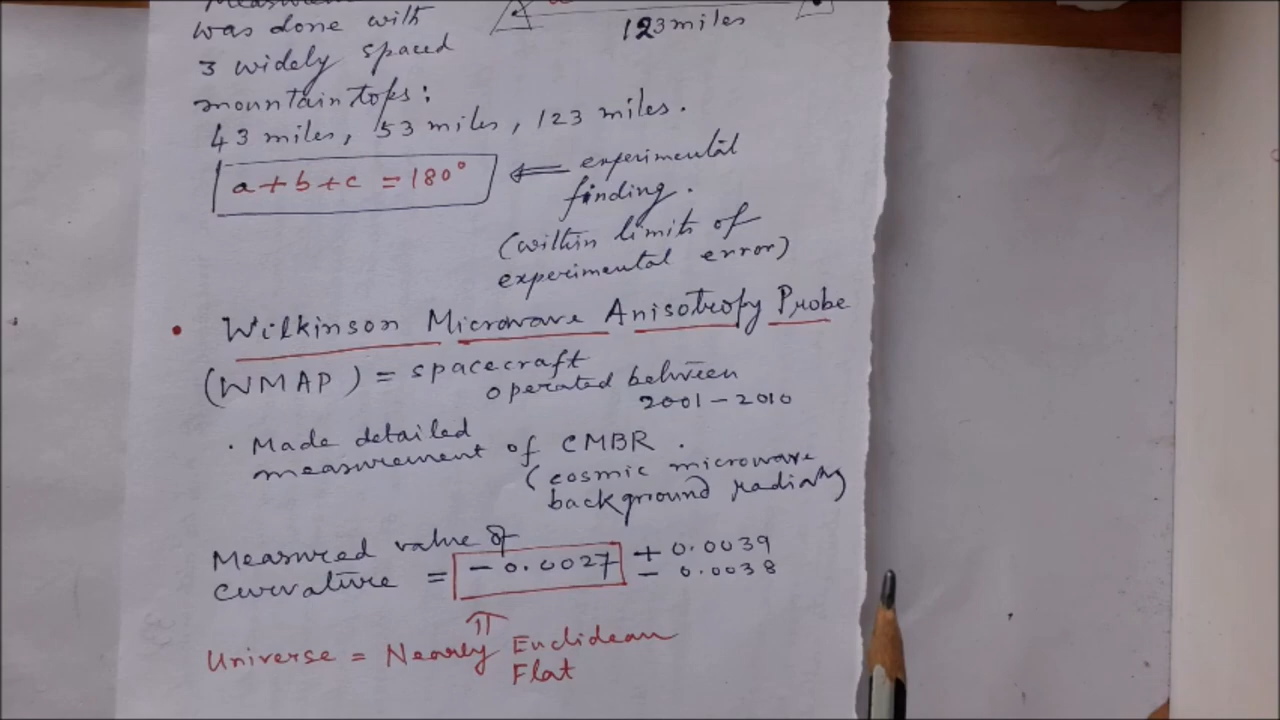 was done with
123 miles
3 widely spaced
mountain tops:
43 miles, 53 miles, 123 miles.
a + b + c = 180°
experimental
finding.
(within limits of
experimental error)
• Wilkinson Microwave Anisotropy Probe
(WMAP) = spacecraft
operated between
2001 - 2010
· Made detailed
measurement of CMBR.
(cosmic microwave
background
Measured value of
curvature = - 0.0027 + 0.0039
- 0.0038
Universe = Nearly Euclidean
Flat